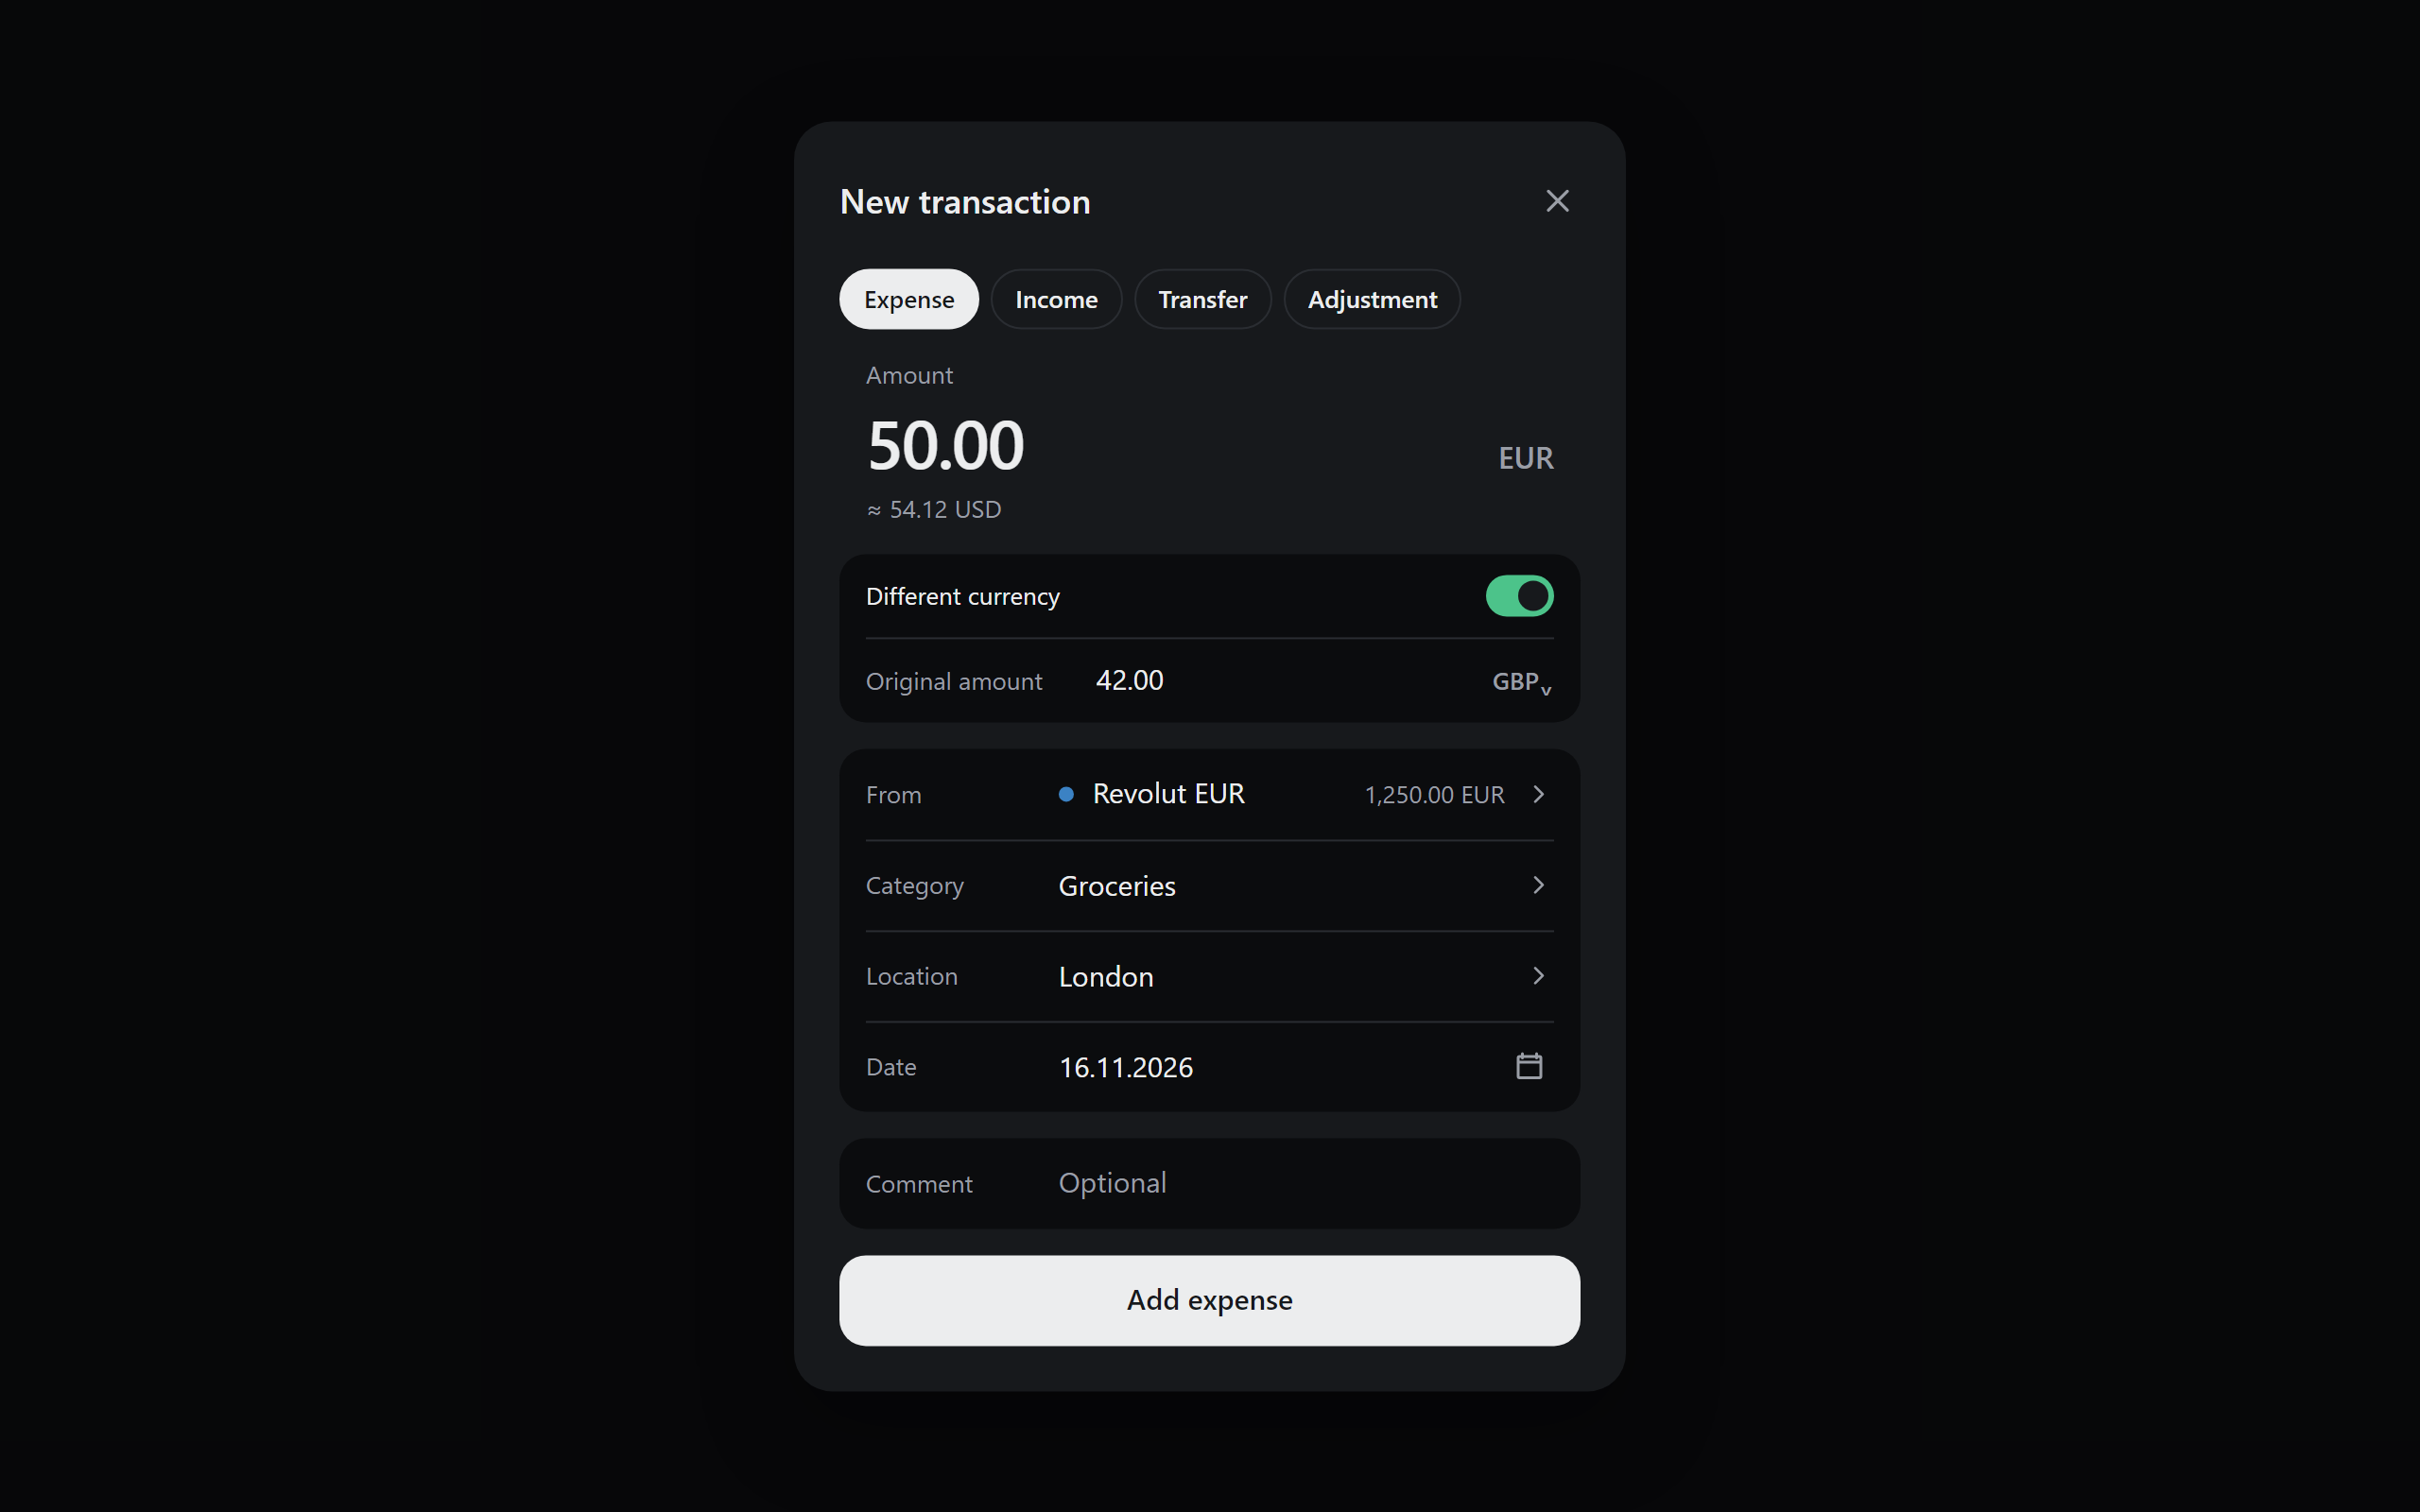 New transaction
Expense Income Transfer Adjustment
Amount
50.00 EUR
≈ 54.12 USD
Different currency
Original amount 42.00 GBP
From Revolut EUR 1,250.00 EUR
Category Groceries
Location London
Date 16.11.2026
Comment Optional
Add expense